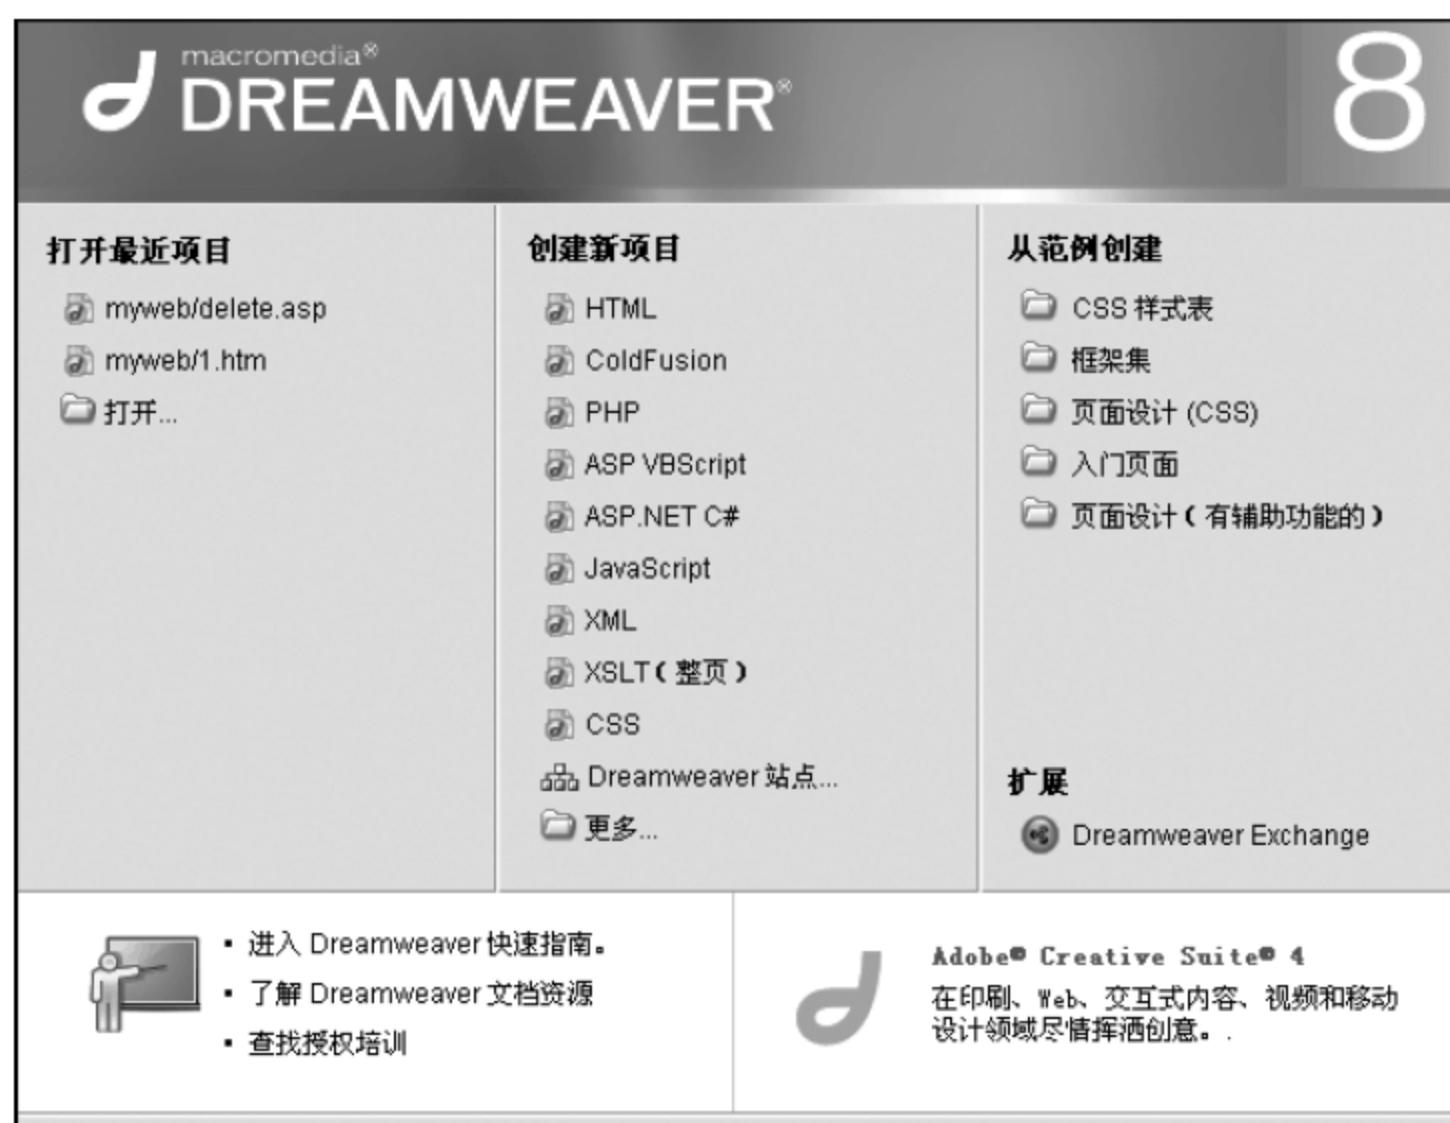 macromedia®
DREAMWEAVER®
8
打开最近项目
myweb/delete.asp
myweb/1.htm
打开...
创建新项目
HTML
ColdFusion
PHP
ASP VBScript
ASP.NET C#
JavaScript
XML
XSLT(整页)
CSS
Dreamweaver 站点...
更多...
从范例创建
CSS 样式表
框架集
页面设计 (CSS)
入门页面
页面设计(有辅助功能的)
扩展
Dreamweaver Exchange
▪ 进入 Dreamweaver 快速指南。
▪ 了解 Dreamweaver 文档资源
▪ 查找授权培训
Adobe® Creative Suite® 4
在印刷、Web、交互式内容、视频和移动
设计领域尽情挥洒创意。.